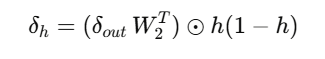 δ_h = (δ_out W_2^T) ⊙ h(1 − h)